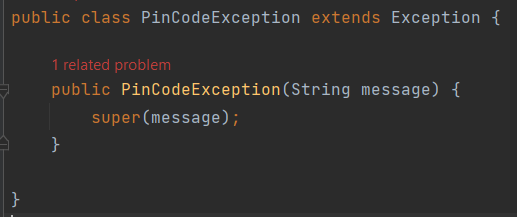 public class PinCodeException extends Exception {
1 related problem
public PinCodeException(String message) {
super(message);
}
}